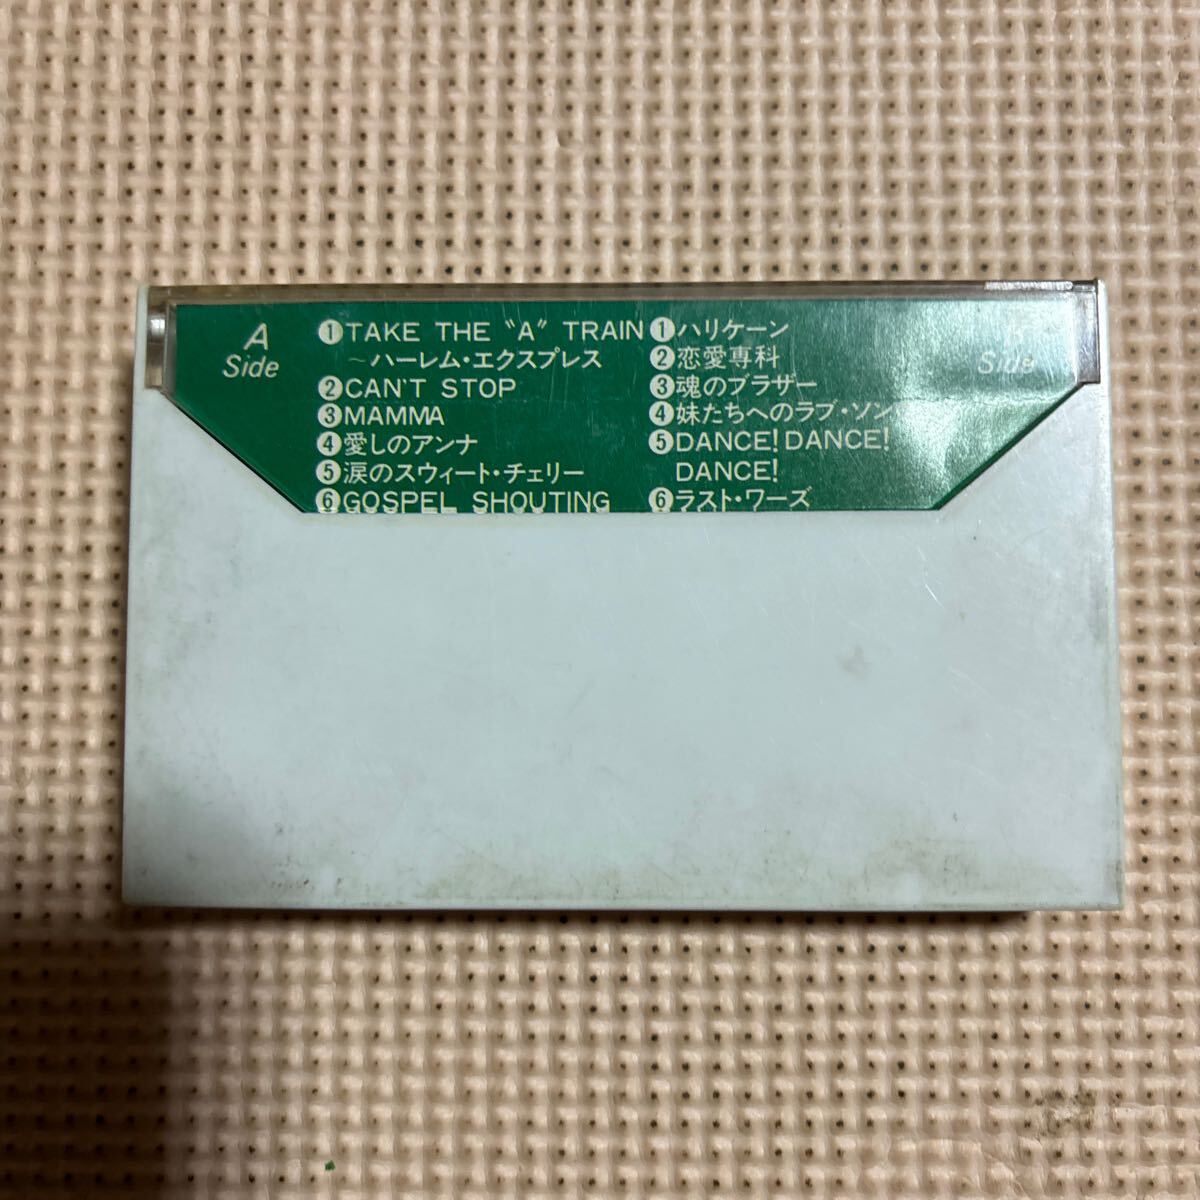 A
Side
❶TAKE THE "A" TRAIN
〜ハーレム・エクスプレス
❷CAN'T STOP
❸MAMMA
❹愛しのアンナ
❺涙のスウィート・チェリー
❻GOSPEL SHOUTING
❶ハリケーン
❷恋愛専科
❸魂のブラザー
❹妹たちへのラブ・ソング
❺DANCE! DANCE!
DANCE!
❻ラスト・ワーズ
B
Side